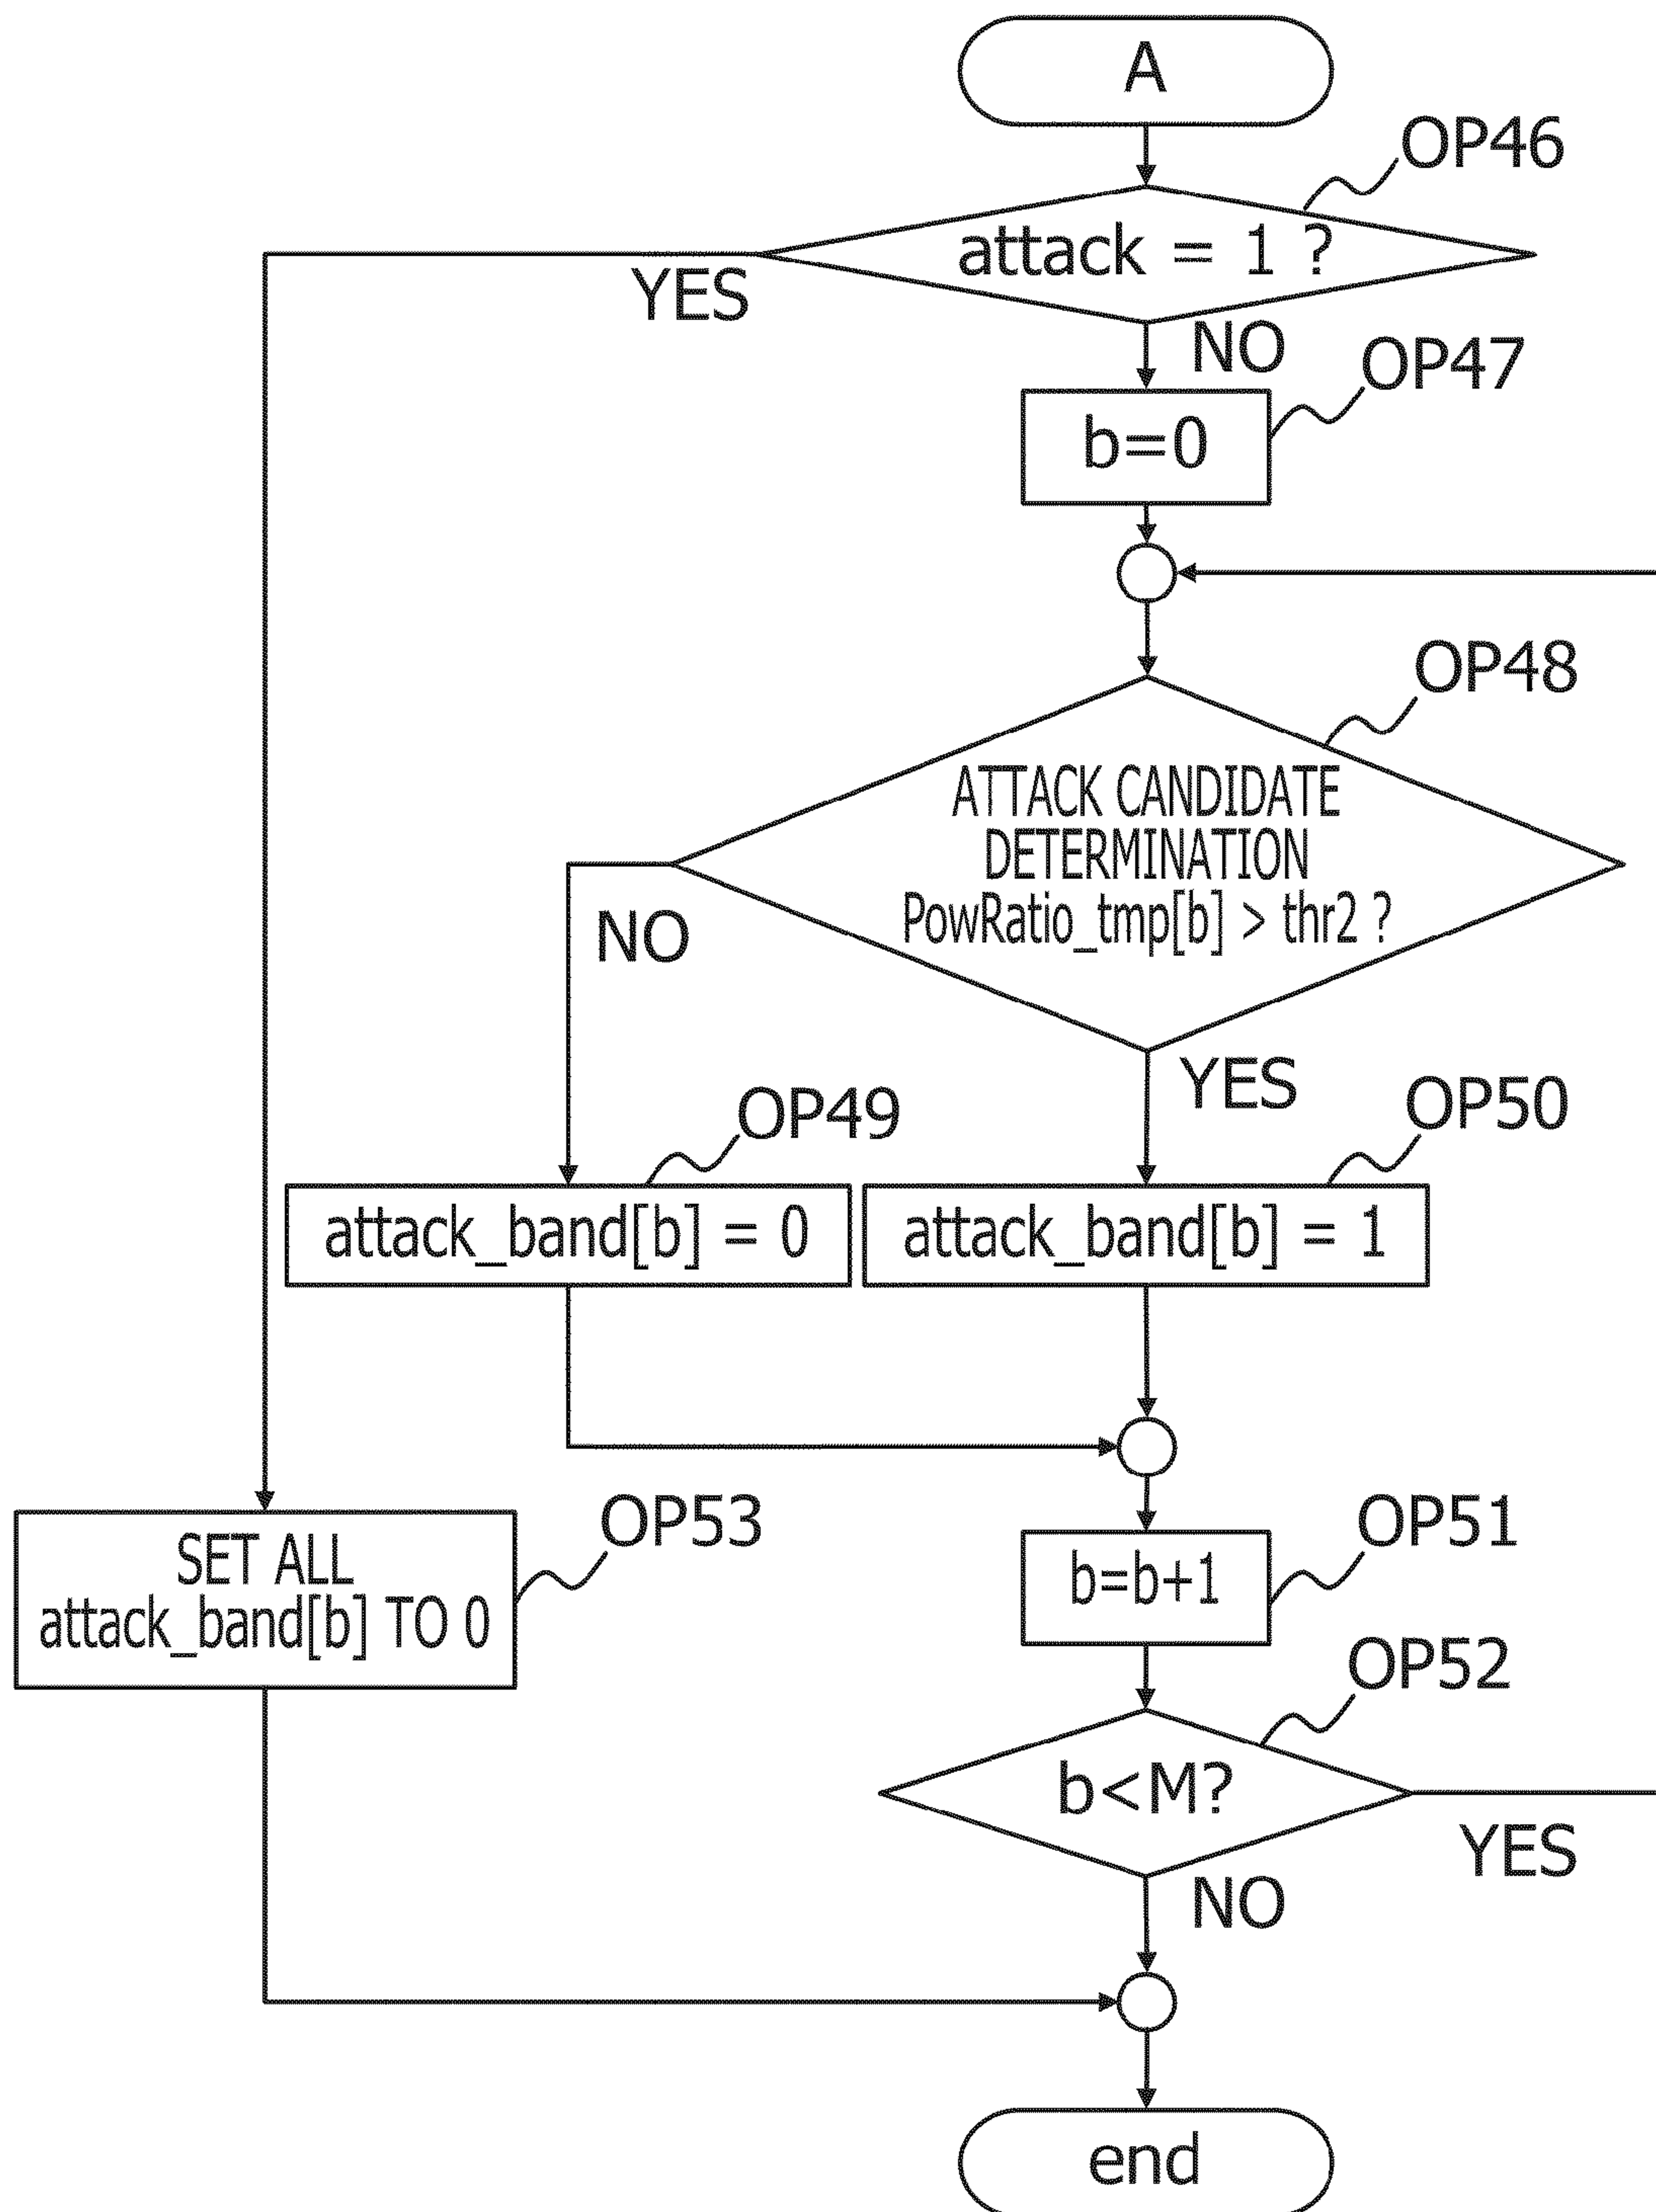 A
OP46
attack = 1 ?
YES
NO
OP47
b=0
OP48
ATTACK CANDIDATE
DETERMINATION
PowRatio_tmp[b] > thr2 ?
NO
YES
OP49
OP50
attack_band[b] = 0
attack_band[b] = 1
OP53
OP51
SET ALL
attack_band[b] TO 0
b=b+1
OP52
b<M?
YES
NO
end